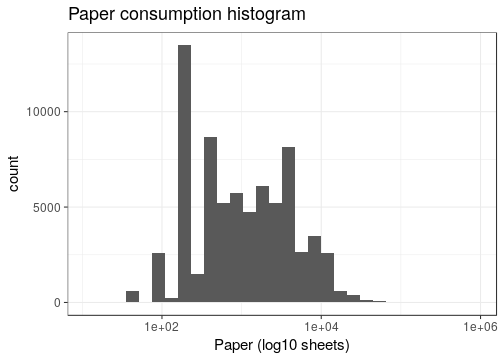 Paper consumption histogram
10000
5000
0
count
1e+02 1e+04 1e+06
Paper (log10 sheets)